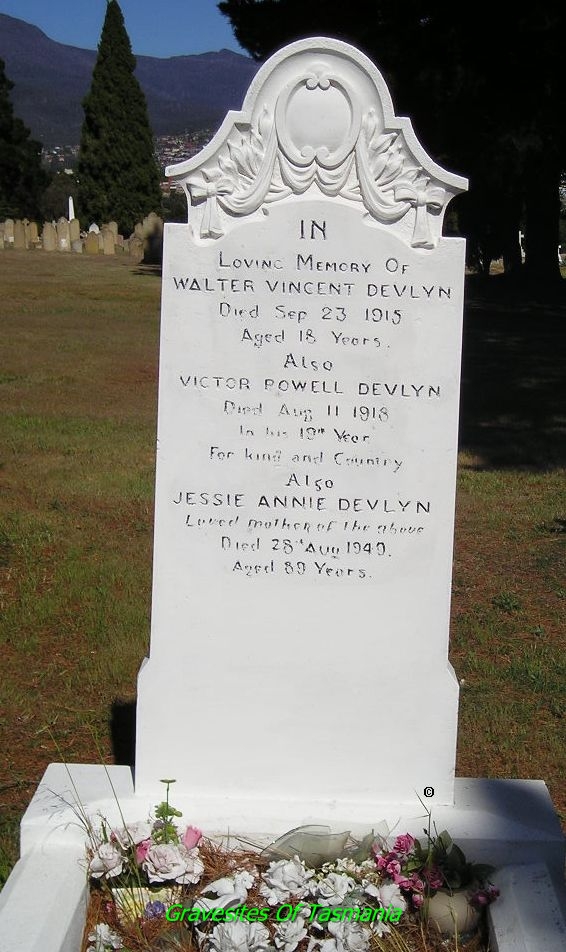 IN
LOVING MEMORY OF
WALTER VINCENT DEVLYN
Died Sep 23 1915
Aged 18 Years.
Also
VICTOR POWELL DEVLYN
Died Aug 11 1918
In his 19th Year
For king and Country
Also
JESSIE ANNIE DEVLYN
Loved mother of the above
Died 28th Aug 1949.
Aged 89 Years.
©
Gravesites Of Tasmania